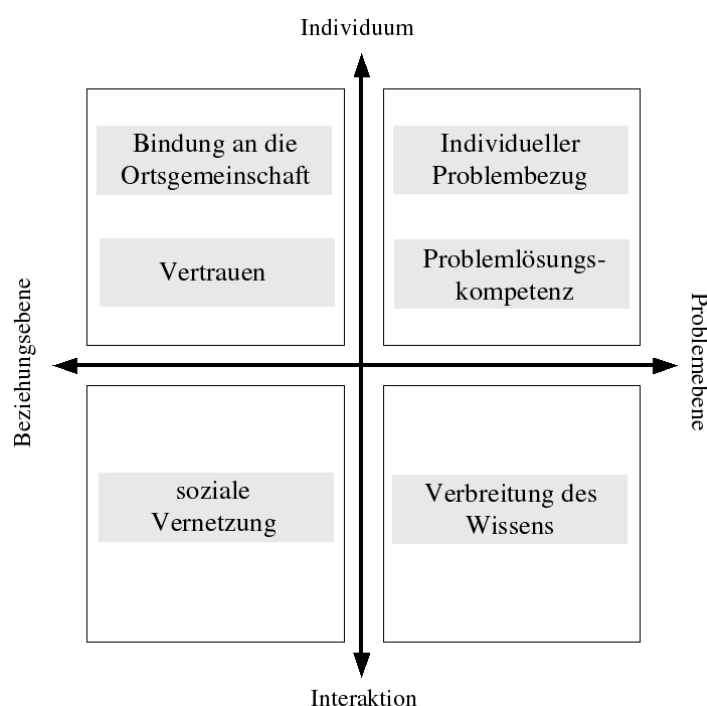 Individuum
Bindung an die
Ortsgemeinschaft
Individueller
Problembezug
Vertrauen
Problemlösungs-
kompetenz
Beziehungsebene
Problemebene
soziale
Vernetzung
Verbreitung des
Wissens
Interaktion